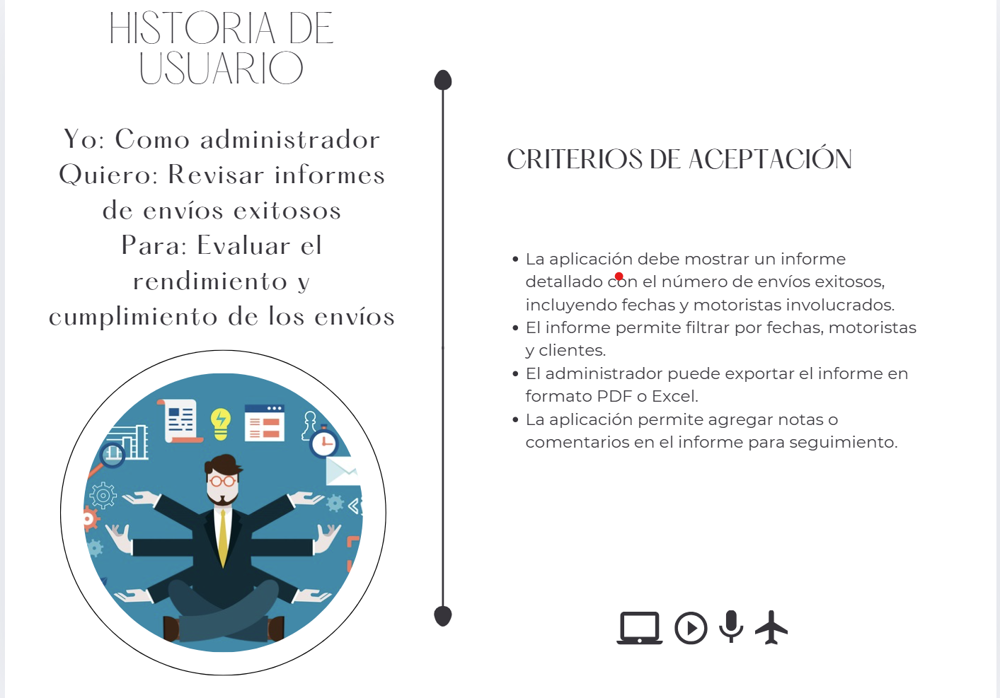 HISTORIA DE
USUARIO
Yo: Como administrador
Quiero: Revisar informes
de envíos exitosos
Para: Evaluar el
rendimiento y
cumplimiento de los envíos
CRITERIOS DE ACEPTACIÓN
• La aplicación debe mostrar un informe
detallado con el número de envíos exitosos,
incluyendo fechas y motoristas involucrados.
• El informe permite filtrar por fechas, motoristas
y clientes.
• El administrador puede exportar el informe en
formato PDF o Excel.
• La aplicación permite agregar notas o
comentarios en el informe para seguimiento.